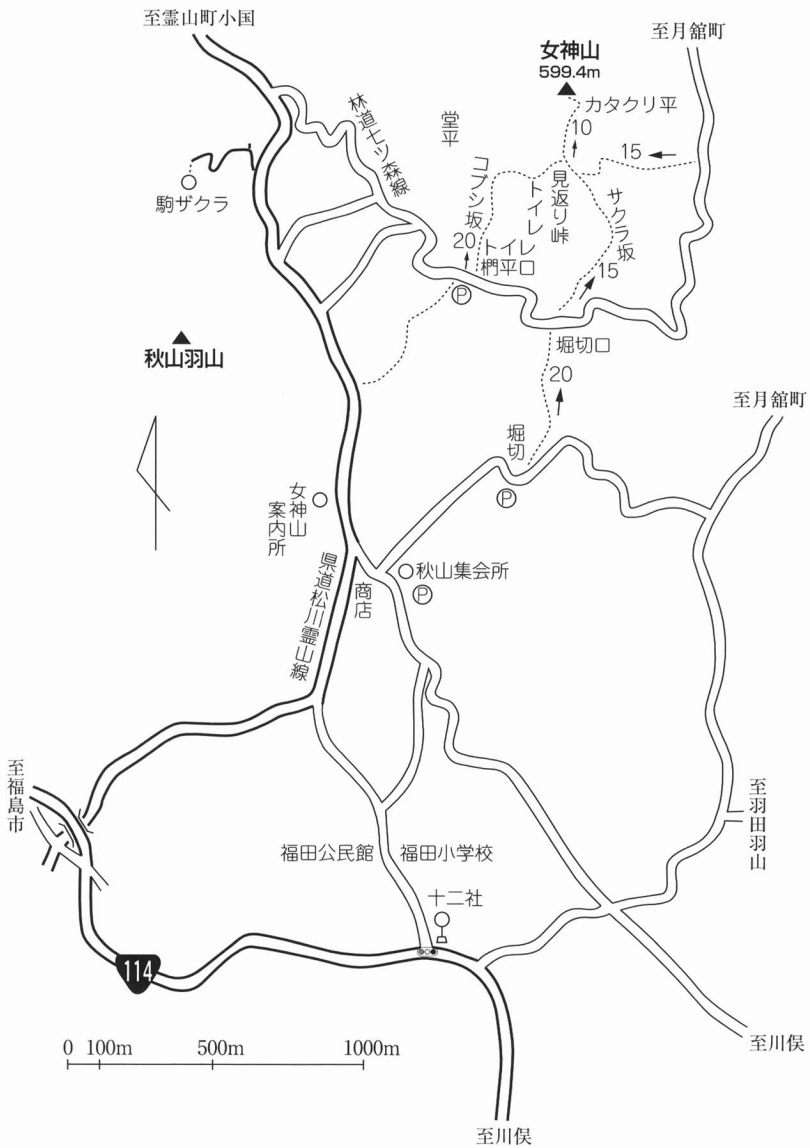 至霊山町小国
至月舘町
女神山
599.4m
カタクリ平
10
林道七ツ森線
堂平
15
駒ザクラ
コブシ坂
見返り峠
トイレ
サクラ坂
20
トイレ
椚平口
15
P
秋山羽山
堀切口
20
至月舘町
堀切
P
女神山
案内所
秋山集会所
P
商店
県道松川霊山線
至福島市
至羽田羽山
福田公民館
福田小学校
十二社
114
0 100m 500m 1000m
至川俣
至川俣